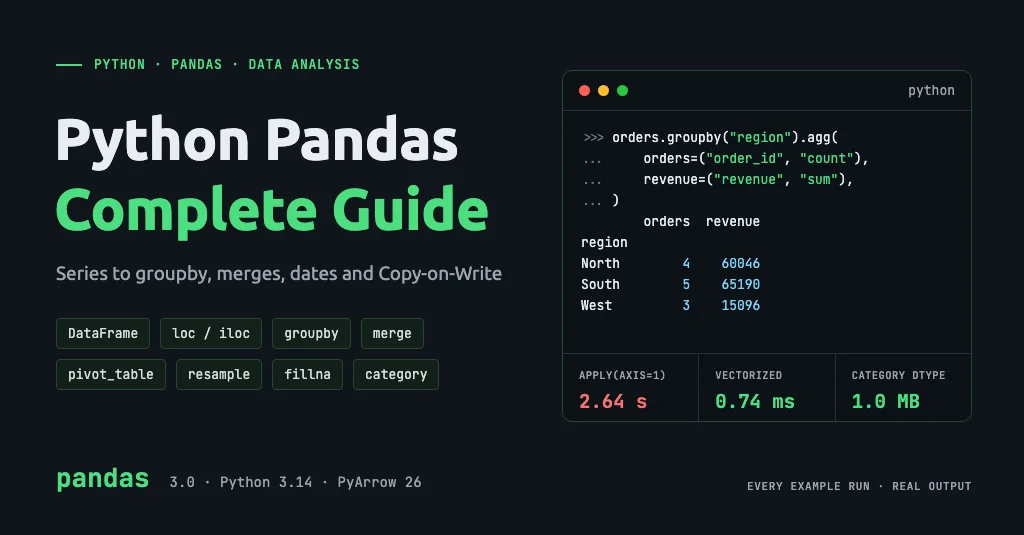 PYTHON · PANDAS · DATA ANALYSIS
Python Pandas
Complete Guide
Series to groupby, merges, dates and Copy-on-Write
DataFrame
loc / iloc
groupby
merge
pivot_table
resample
fillna
category
pandas
3.0 · Python 3.14 · PyArrow 26
python
>>> orders.groupby("region").agg(
...     orders=("order_id", "count"),
...     revenue=("revenue", "sum"),
... )
        orders  revenue
region
North        4    60046
South        5    65190
West         3    15096
APPLY(AXIS=1)
2.64 s
VECTORIZED
0.74 ms
CATEGORY DTYPE
1.0 MB
EVERY EXAMPLE RUN · REAL OUTPUT